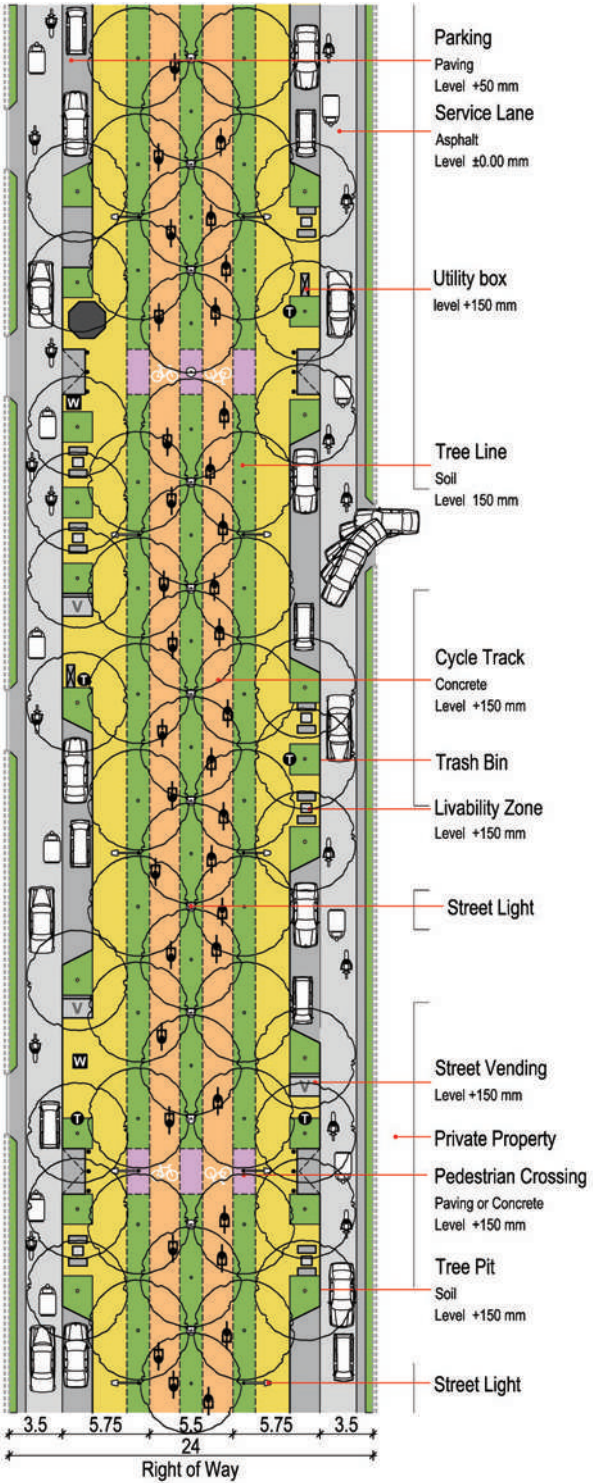 Parking
Paving
Level +50 mm
Service Lane
Asphalt
Level ±0.00 mm
Utility box
level +150 mm
T
W
Tree Line
Soil
Level 150 mm
V
T
Cycle Track
Concrete
Level +150 mm
T
Trash Bin
Livability Zone
Level +150 mm
Street Light
V
W
V
Street Vending
Level +150 mm
T
T
Private Property
Pedestrian Crossing
Paving or Concrete
Level +150 mm
Tree Pit
Soil
Level +150 mm
Street Light
3.5 5.75 5.5 5.75 3.5
24
Right of Way